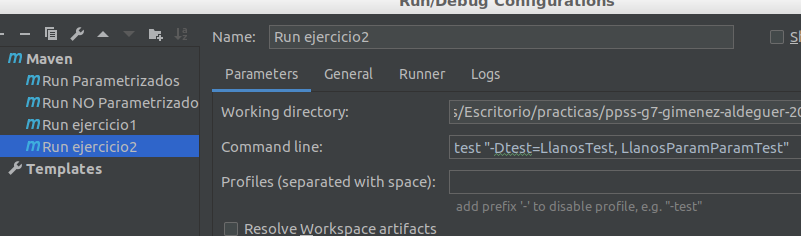 Run/Debug Configurations
Name: Run ejercicio2
Maven
Run Parametrizados
Run NO Parametrizado
Run ejercicio1
Run ejercicio2
Templates
Parameters General Runner Logs
Working directory: s/Escritorio/practicas/ppss-g7-gimenez-aldeguer-20
Command line: test "-Dtest=LlanosTest, LlanosParamParamTest"
Profiles (separated with space):
add prefix '-' to disable profile, e.g. "-test"
Resolve Workspace artifacts